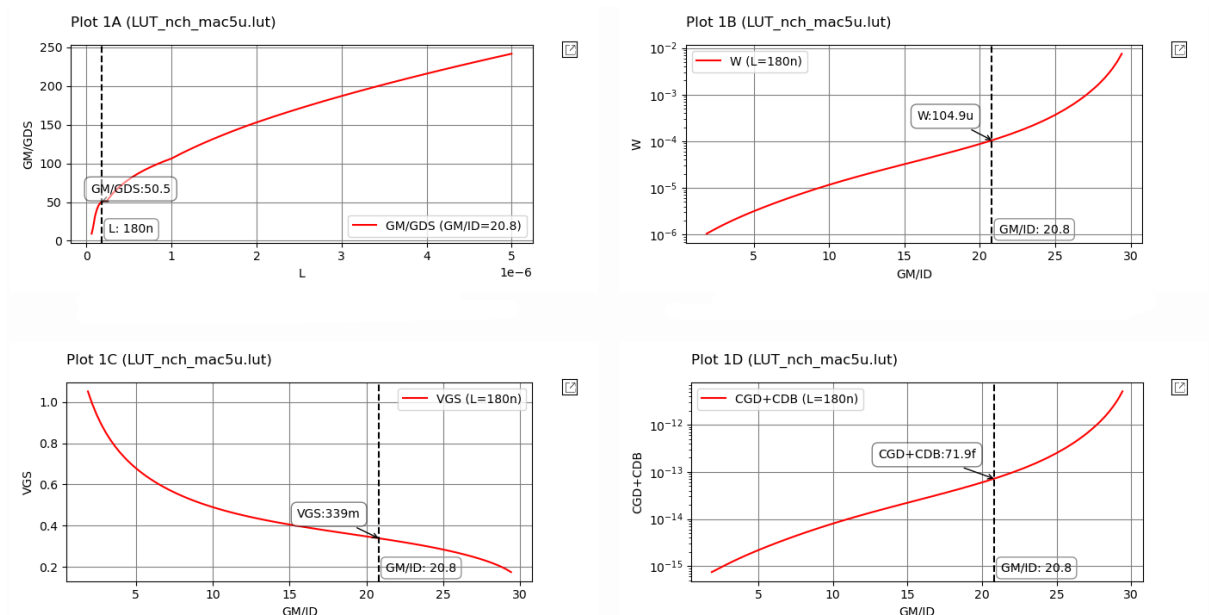 Plot 1A (LUT_nch_mac5u.lut)
250
200
150
100
50
0
GM/GDS
GM/GDS:50.5
L: 180n
GM/GDS (GM/ID=20.8)
0
1
2
3
4
5
1e−6
L
Plot 1B (LUT_nch_mac5u.lut)
10−2
10−3
10−4
10−5
10−6
W
W (L=180n)
W:104.9u
GM/ID: 20.8
5
10
15
20
25
30
GM/ID
Plot 1C (LUT_nch_mac5u.lut)
1.0
0.8
0.6
0.4
0.2
VGS
VGS (L=180n)
VGS:339m
GM/ID: 20.8
5
10
15
20
25
30
GM/ID
Plot 1D (LUT_nch_mac5u.lut)
10−12
10−13
10−14
10−15
CGD+CDB
CGD+CDB (L=180n)
CGD+CDB:71.9f
GM/ID: 20.8
5
10
15
20
25
30
GM/ID